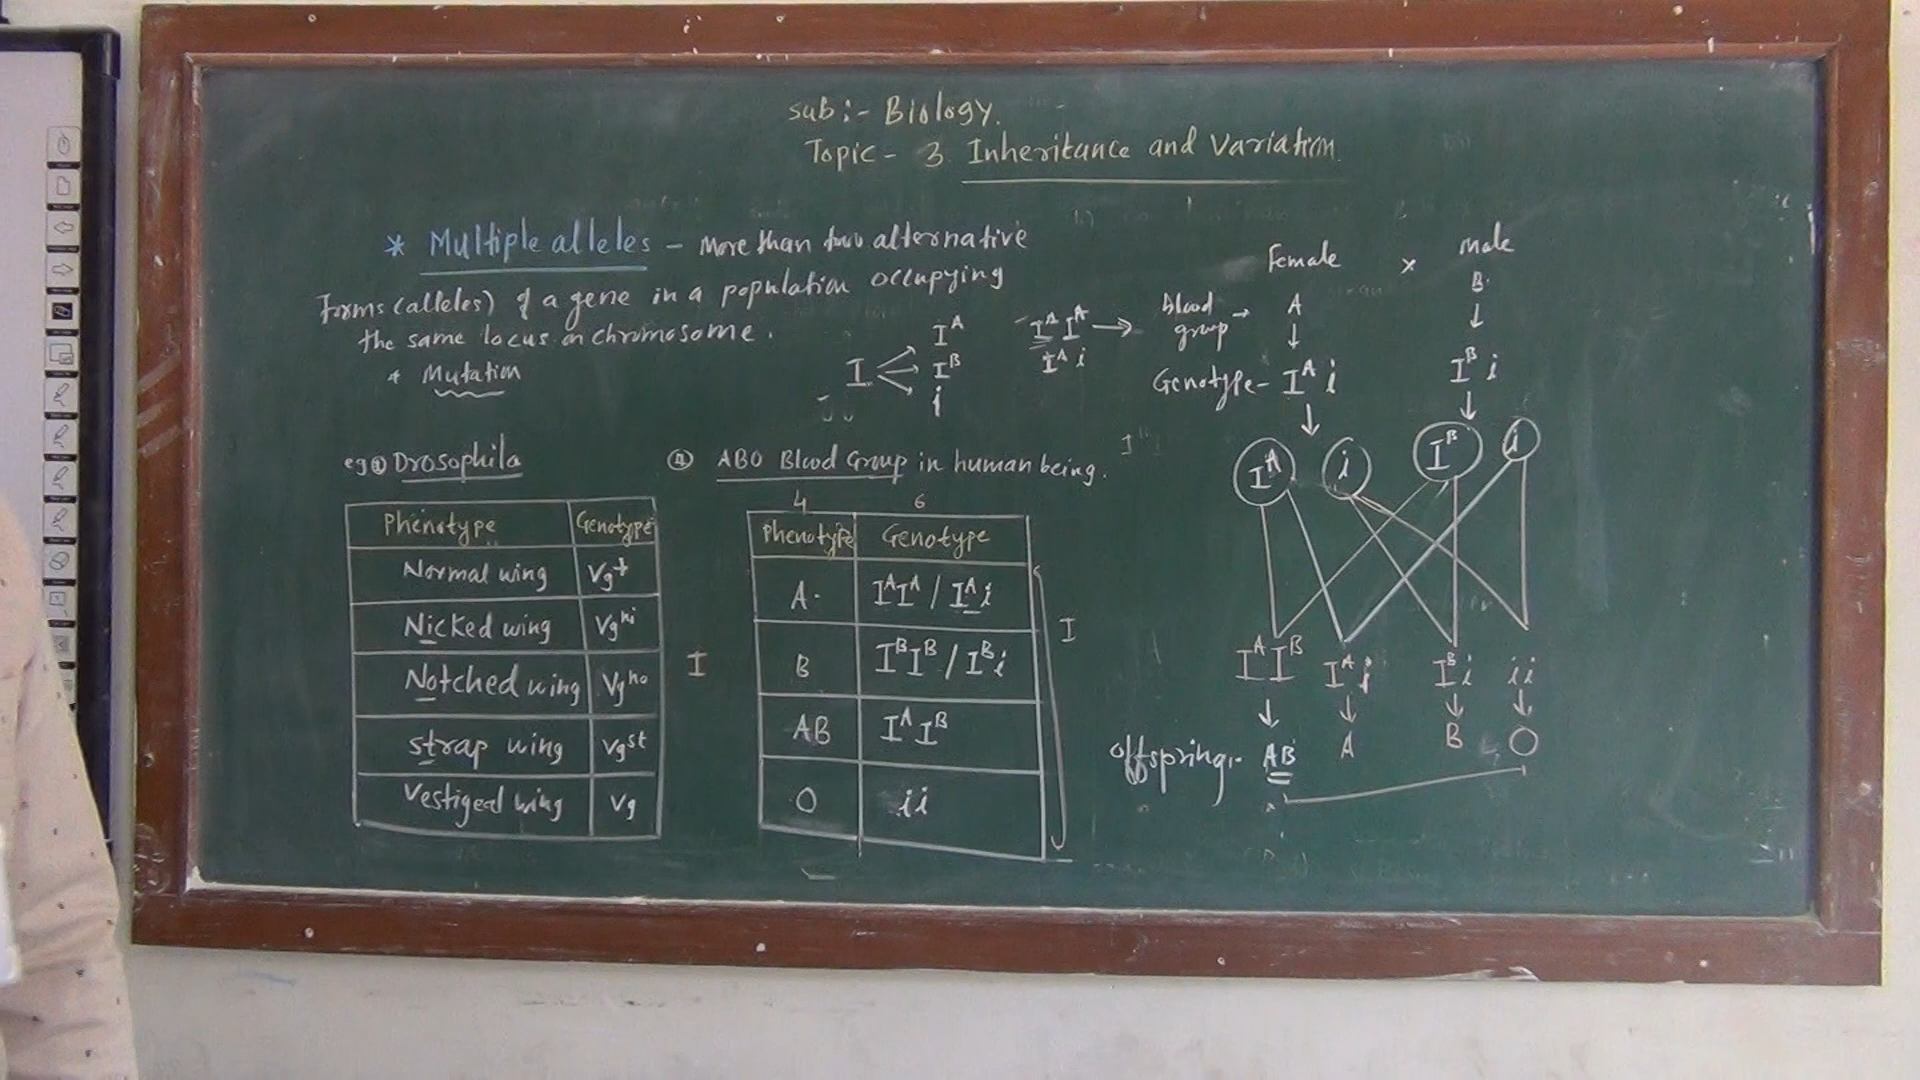 sub:- Biology.
Topic - 3. Inheritance and Variation
* Multiple alleles - More than two alternative
forms (alleles) of a gene in a population occupying
the same locus on chromosome.
* Mutation
I
I^A
I^B
i
I^A I^A →
I^A i
Female × male
Blood group → A B
Genotype - I^A i I^B i
I^A i I^B i
I^A I^B I^A i I^B i ii
Offspring:- AB A B O
eg ① Drosophila
Phenotype Genotype
Normal wing Vg+
Nicked wing Vg^ni
Notched wing Vg^no
strap wing Vg^st
Vestigeal wing Vg
I
② ABO Blood Group in human being.
4 6
Phenotype Genotype
A I^A I^A / I^A i
B I^B I^B / I^B i
AB I^A I^B
O ii
I